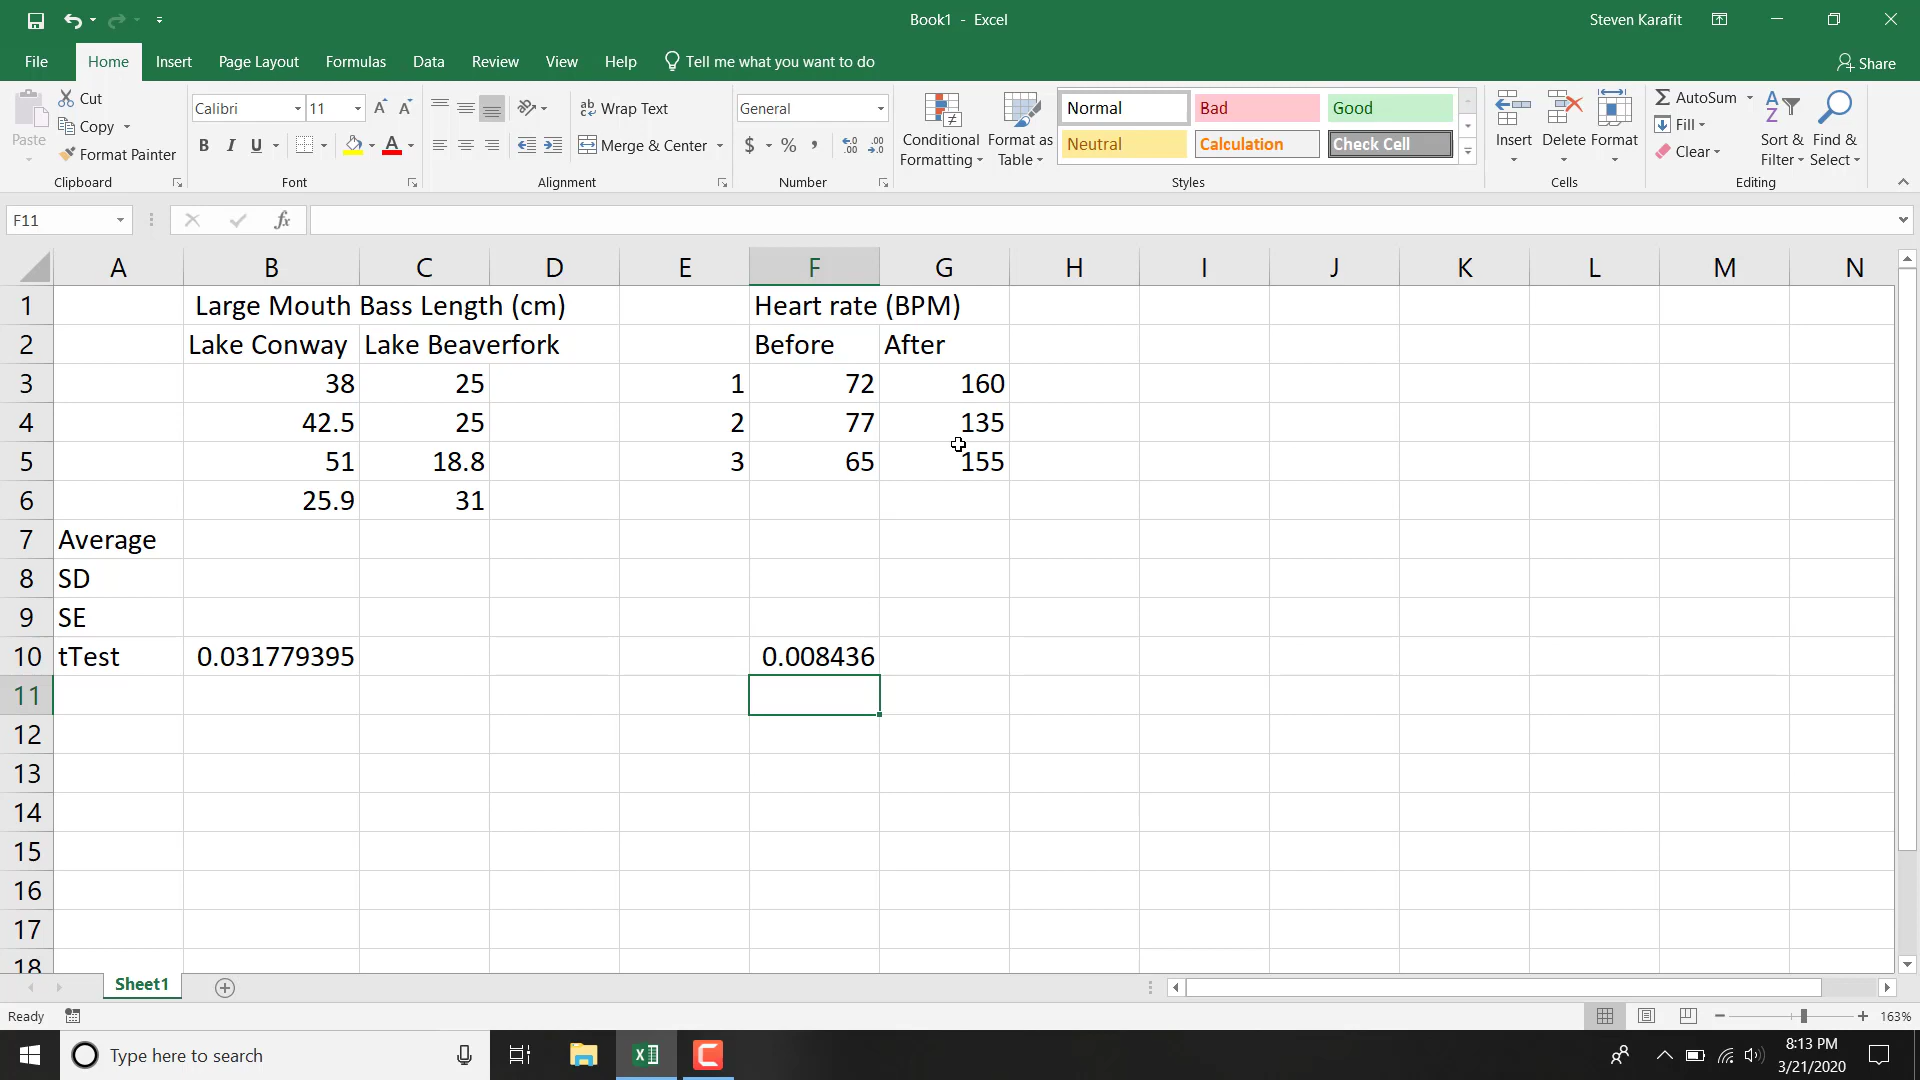 Book1 - Excel
Steven Karafit
File Home Insert Page Layout Formulas Data Review View Help Tell me what you want to do Share
Paste
Cut
Copy
Format Painter
Clipboard
Calibri 11 A A
B I U A
Font
ab Wrap Text
Merge & Center
Alignment
General
$ % ,
Number
Conditional Formatting
Format as Table
Normal Bad Good
Neutral Calculation Check Cell
Styles
Insert Delete Format
Cells
AutoSum
Fill
Clear
Sort & Filter
Find & Select
Editing
F11 fx
A B C D E F G H I J K L M N
1 Large Mouth Bass Length (cm) Heart rate (BPM)
2 Lake Conway Lake Beaverfork Before After
3 38 25 1 72 160
4 42.5 25 2 77 135
5 51 18.8 3 65 155
6 25.9 31
7 Average
8 SD
9 SE
10 tTest 0.031779395 0.008436
11
12
13
14
15
16
17
18
Sheet1
Ready 163%
Type here to search
8:13 PM
3/21/2020